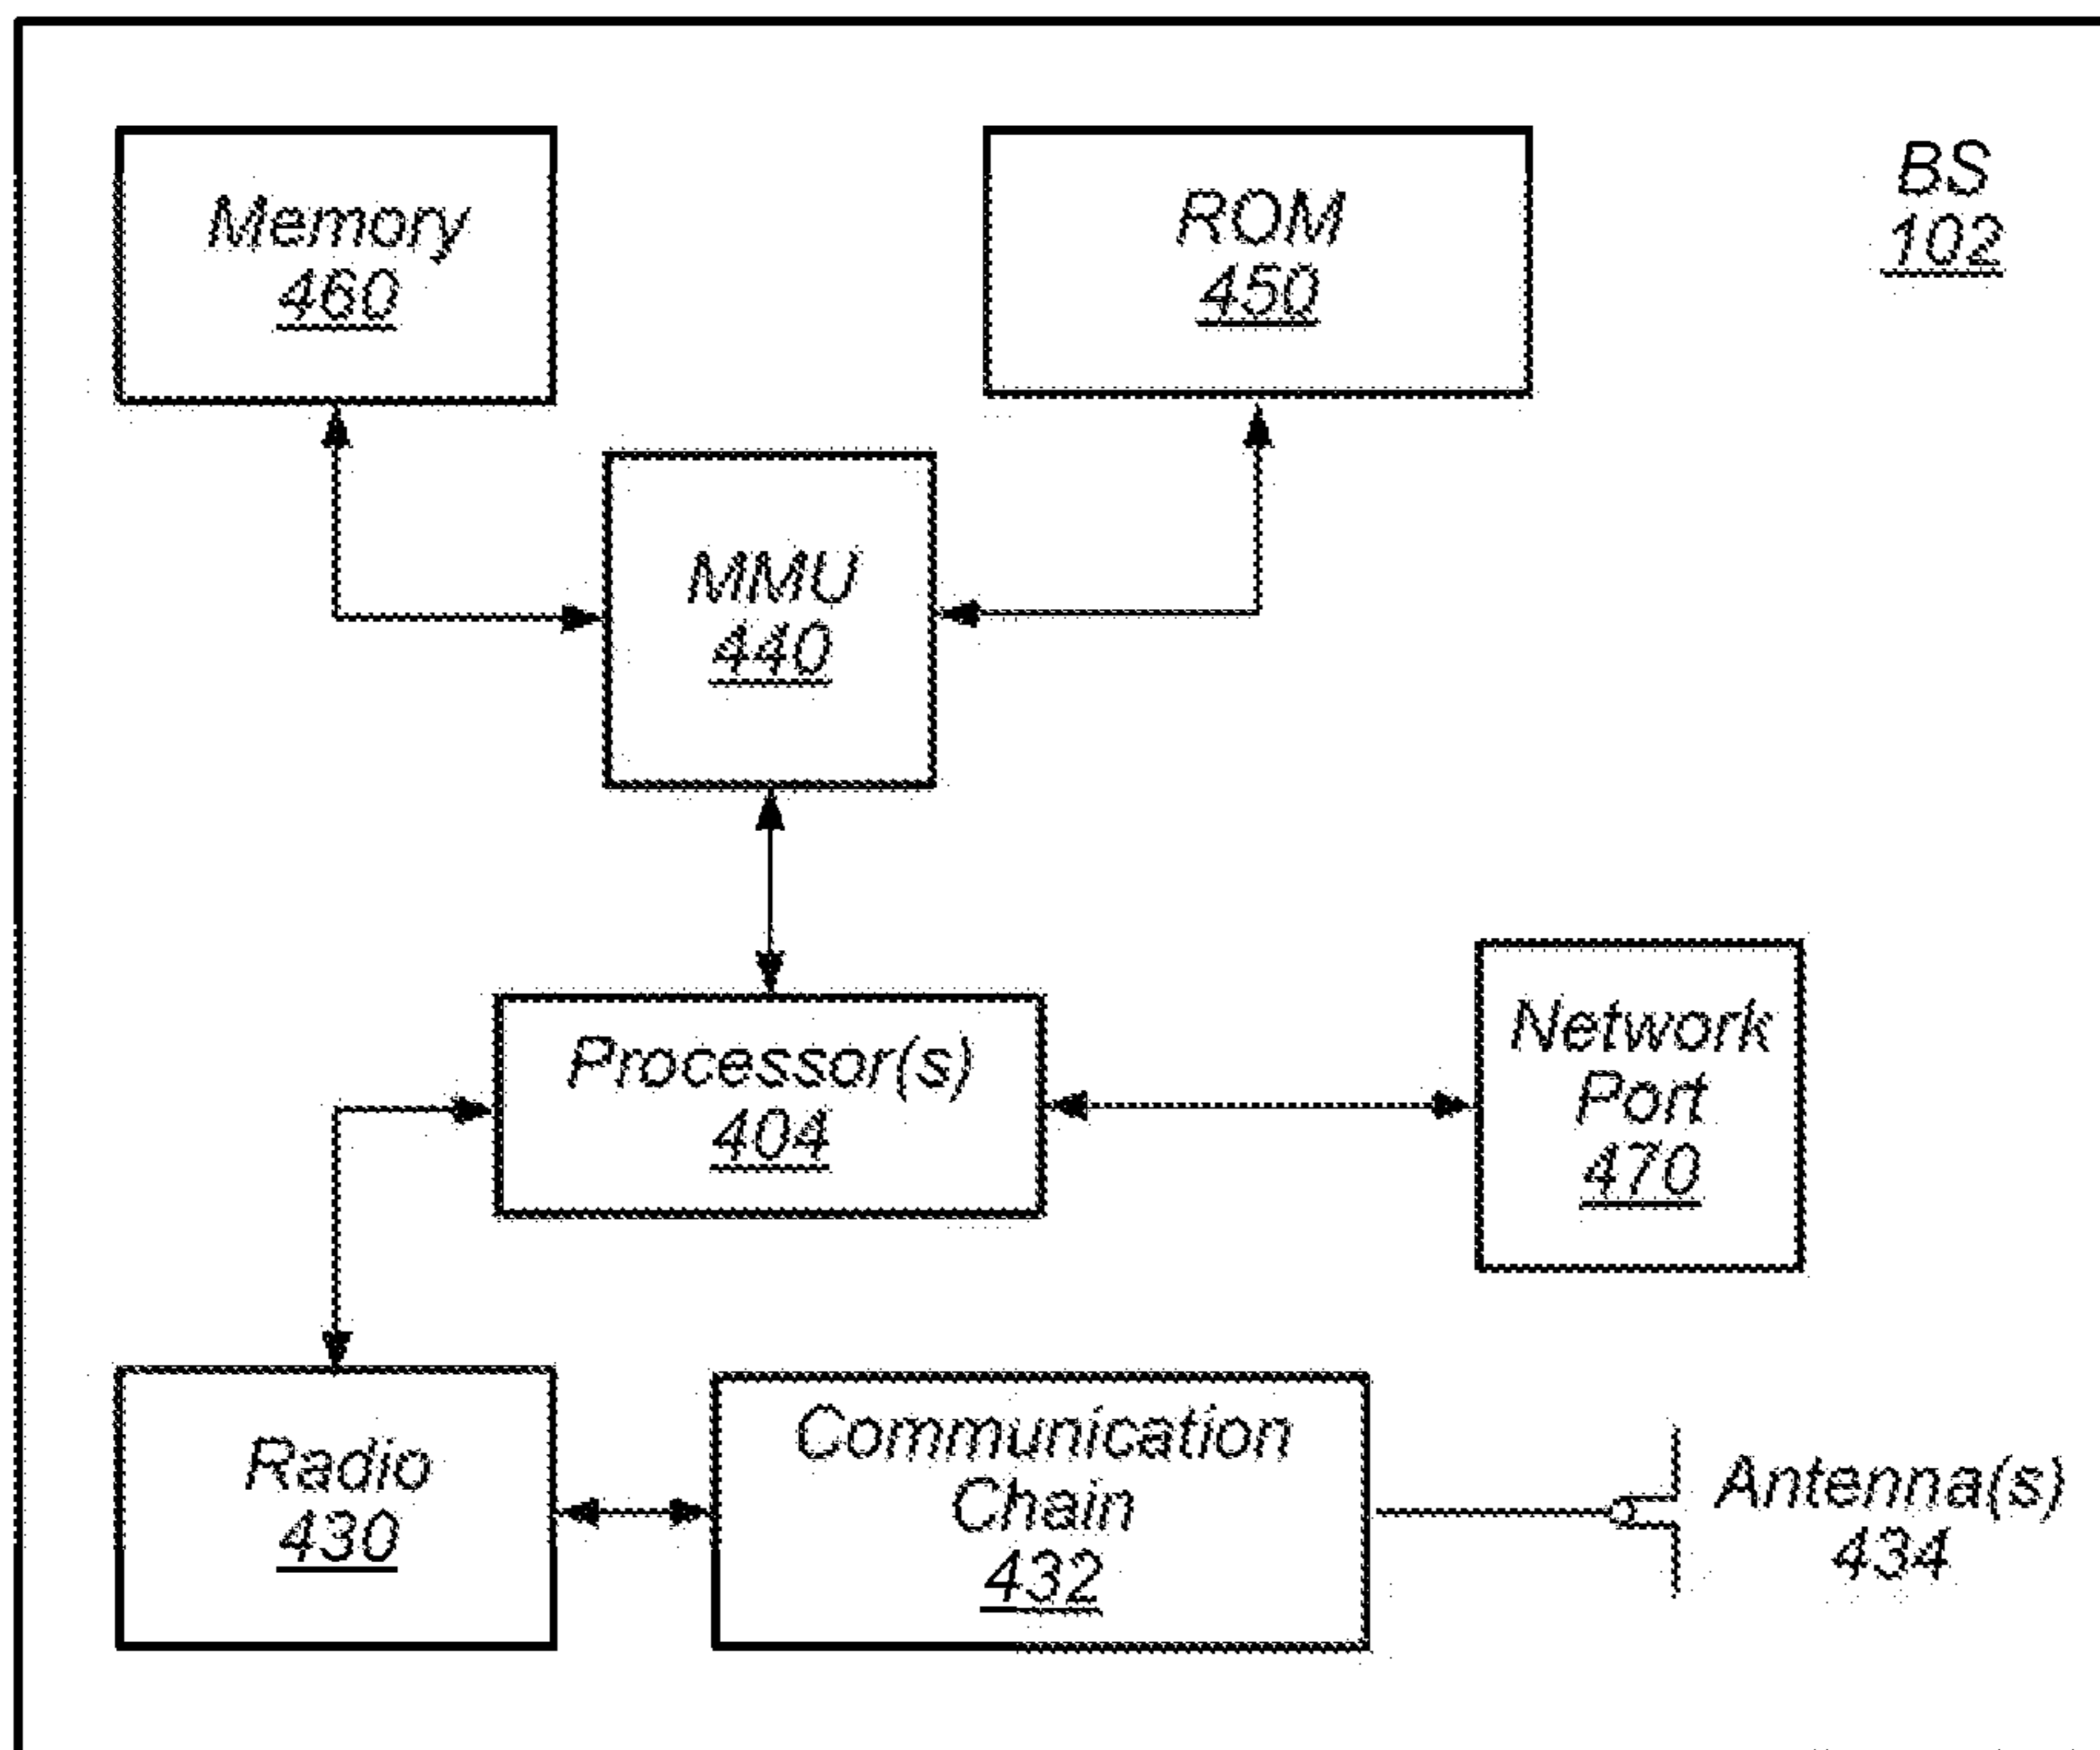 Memory
460
ROM
450
BS
102
MMU
440
Processor(s)
404
Network
Port
470
Radio
430
Communication
Chain
432
Antenna(s)
434